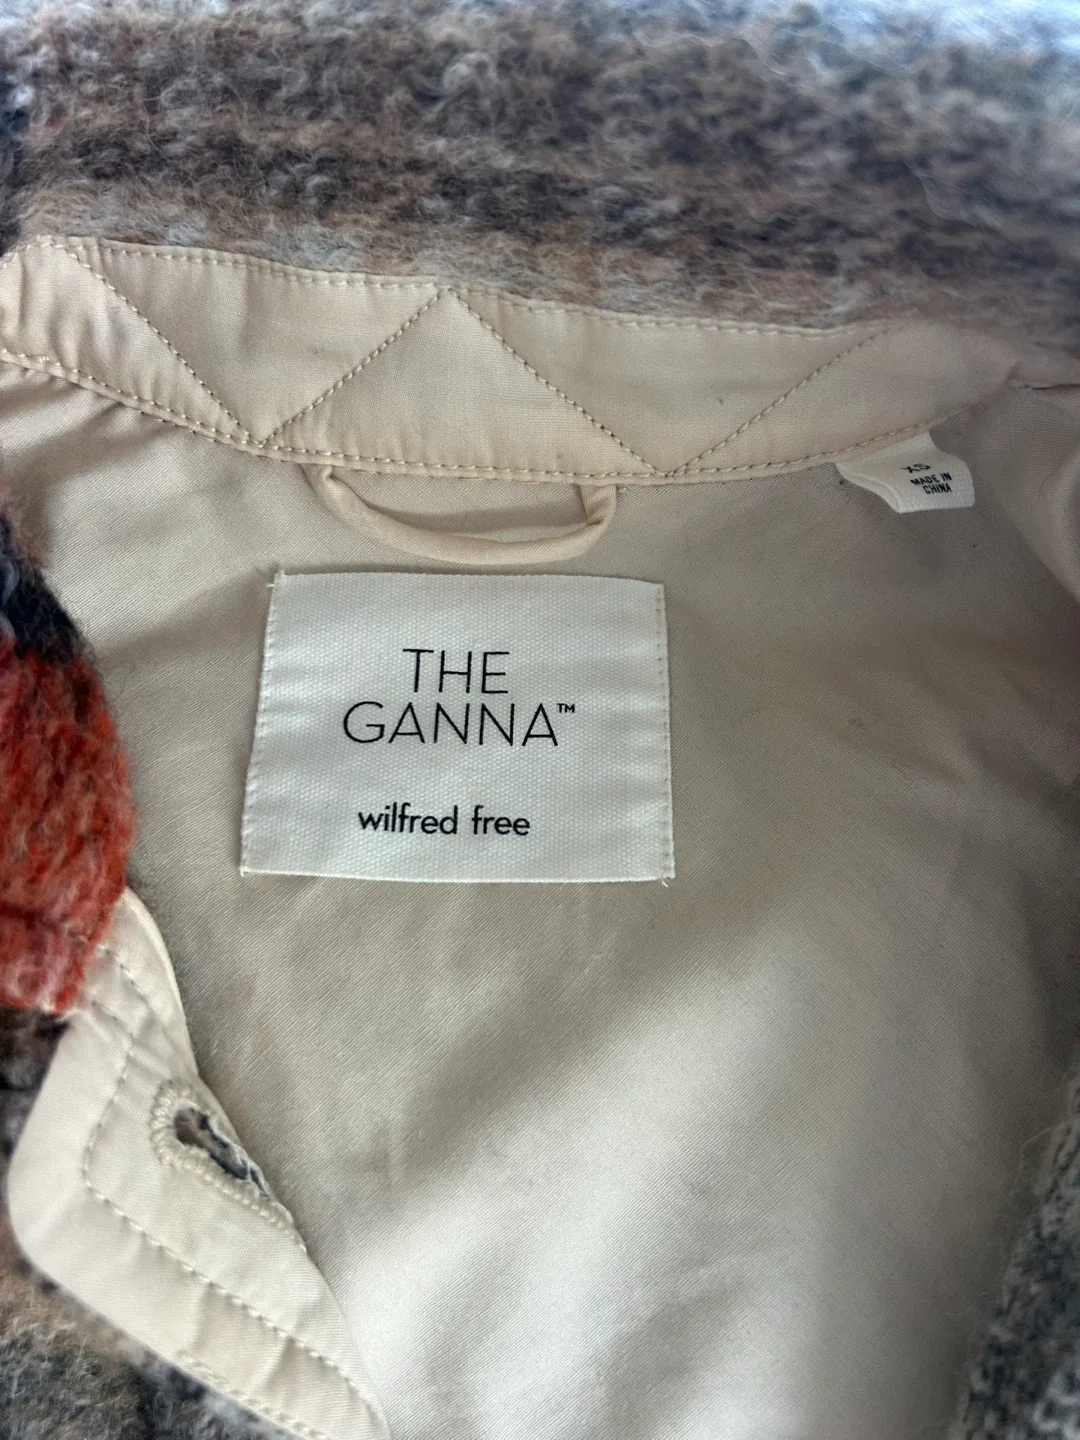 XS
MADE IN
CHINA
THE
GANNA™
wilfred free